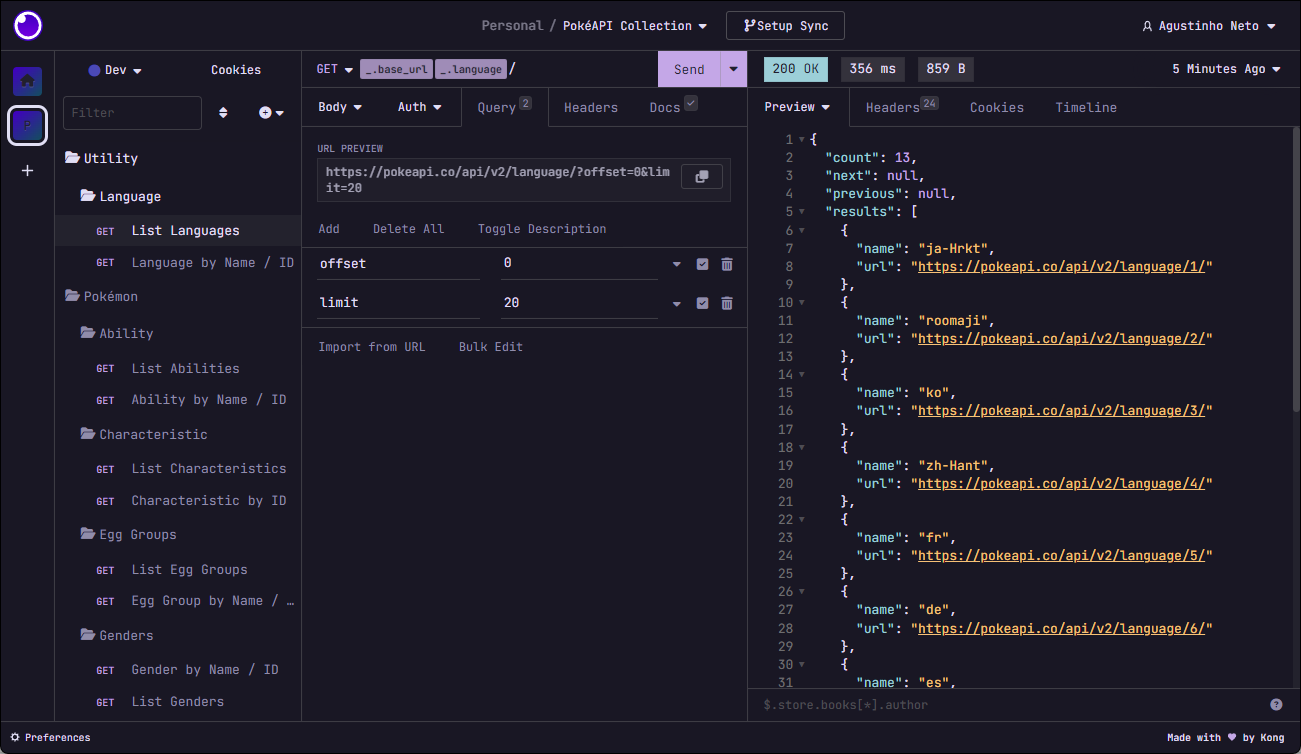 Personal / PokéAPI Collection
Setup Sync
Agustinho Neto
Dev
Cookies
Filter
Utility
Language
GET List Languages
GET Language by Name / ID
Pokémon
Ability
GET List Abilities
GET Ability by Name / ID
Characteristic
GET List Characteristics
GET Characteristic by ID
Egg Groups
GET List Egg Groups
GET Egg Group by Name / …
Genders
GET Gender by Name / ID
GET List Genders
GET _.base_url _.language /
Send
Body Auth Query 2 Headers Docs
URL PREVIEW
https://pokeapi.co/api/v2/language/?offset=0&lim
it=20
Add Delete All Toggle Description
offset 0
limit 20
Import from URL Bulk Edit
200 OK 356 ms 859 B
5 Minutes Ago
Preview Headers 24 Cookies Timeline
1 {
2 "count": 13,
3 "next": null,
4 "previous": null,
5 "results": [
6 {
7 "name": "ja-Hrkt",
8 "url": "https://pokeapi.co/api/v2/language/1/"
9 },
10 {
11 "name": "roomaji",
12 "url": "https://pokeapi.co/api/v2/language/2/"
13 },
14 {
15 "name": "ko",
16 "url": "https://pokeapi.co/api/v2/language/3/"
17 },
18 {
19 "name": "zh-Hant",
20 "url": "https://pokeapi.co/api/v2/language/4/"
21 },
22 {
23 "name": "fr",
24 "url": "https://pokeapi.co/api/v2/language/5/"
25 },
26 {
27 "name": "de",
28 "url": "https://pokeapi.co/api/v2/language/6/"
29 },
30 {
31 "name": "es",
$.store.books[*].author
?
Preferences
Made with ♥ by Kong